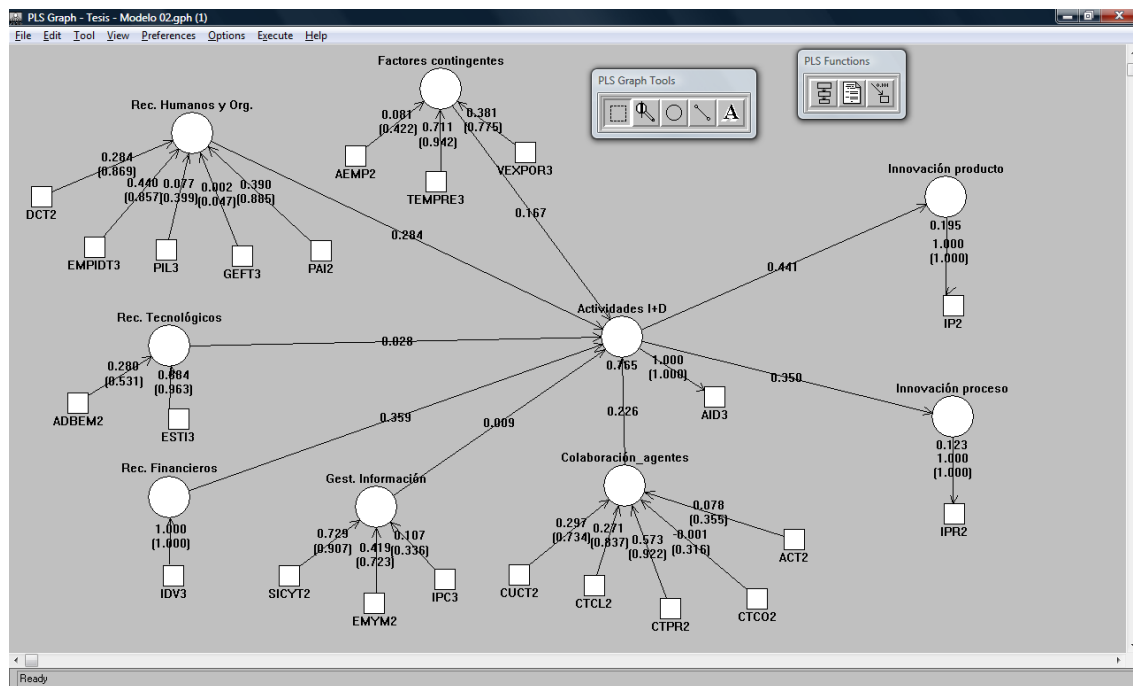 PLS Graph - Tesis - Modelo 02.gph (1)
File Edit Tool View Preferences Options Execute Help
Factores contingentes
PLS Graph Tools
A
PLS Functions
0.081
(0.422)
0.711
(0.942)
0.381
(0.775)
AEMP2
TEMPRE3
VEXPOR3
0.167
Rec. Humanos y Org.
0.284
(0.869)
0.440
(0.857)
0.077
(0.399)
0.002
(0.047)
0.390
(0.885)
DCT2
EMPIDT3
PIL3
GEFT3
PAI2
0.284
Innovación producto
0.195
1.000
(1.000)
IP2
0.441
Rec. Tecnológicos
0.280
(0.531)
0.884
(0.963)
ADBEM2
ESTI3
0.028
Actividades I+D
0.765
1.000
(1.000)
AID3
0.350
Innovación proceso
0.123
1.000
(1.000)
IPR2
Rec. Financieros
1.000
(1.000)
IDV3
0.359
Gest. Información
0.729
(0.907)
0.419
(0.723)
0.107
(0.336)
SICYT2
EMYM2
IPC3
0.009
0.226
Colaboración_agentes
0.297
(0.734)
0.271
(0.837)
0.573
(0.922)
-0.001
(0.316)
0.078
(0.355)
CUCT2
CTCL2
CTPR2
CTCO2
ACT2
Ready